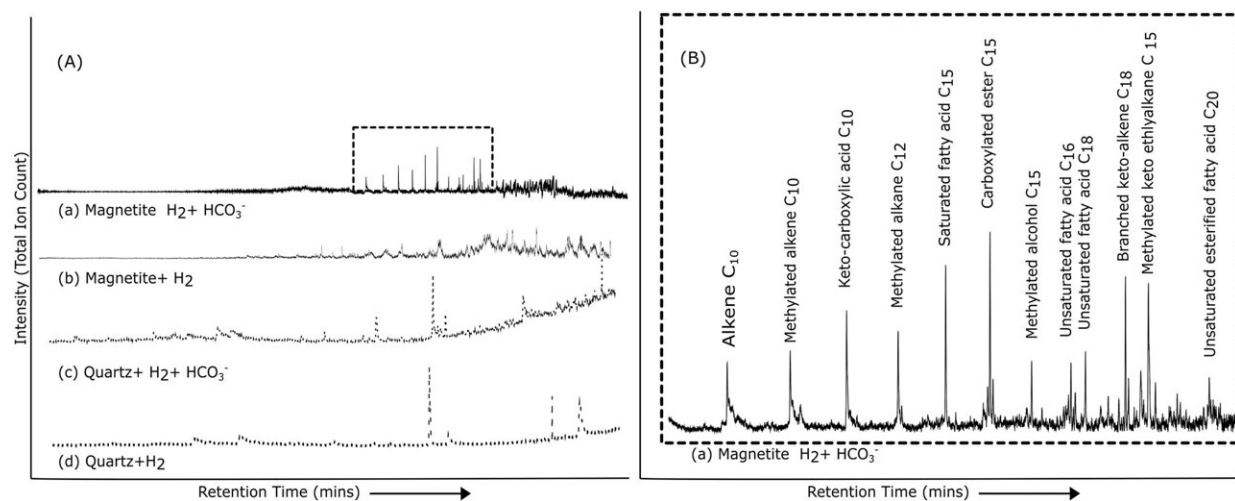 (A)
Intensity (Total Ion Count)
(a) Magnetite H2+ HCO3-
(b) Magnetite+ H2
(c) Quartz+ H2+ HCO3-
(d) Quartz+H2
Retention Time (mins)
(B)
Alkene C10
Methylated alkene C10
Keto-carboxylic acid C10
Methylated alkane C12
Saturated fatty acid C15
Carboxylated ester C15
Methylated alcohol C15
Unsaturated fatty acid C16
Unsaturated fatty acid C18
Branched keto-alkene C18
Methylated keto ethlyalkane C 15
Unsaturated esterified fatty acid C20
(a) Magnetite H2+ HCO3-
Retention Time (mins)